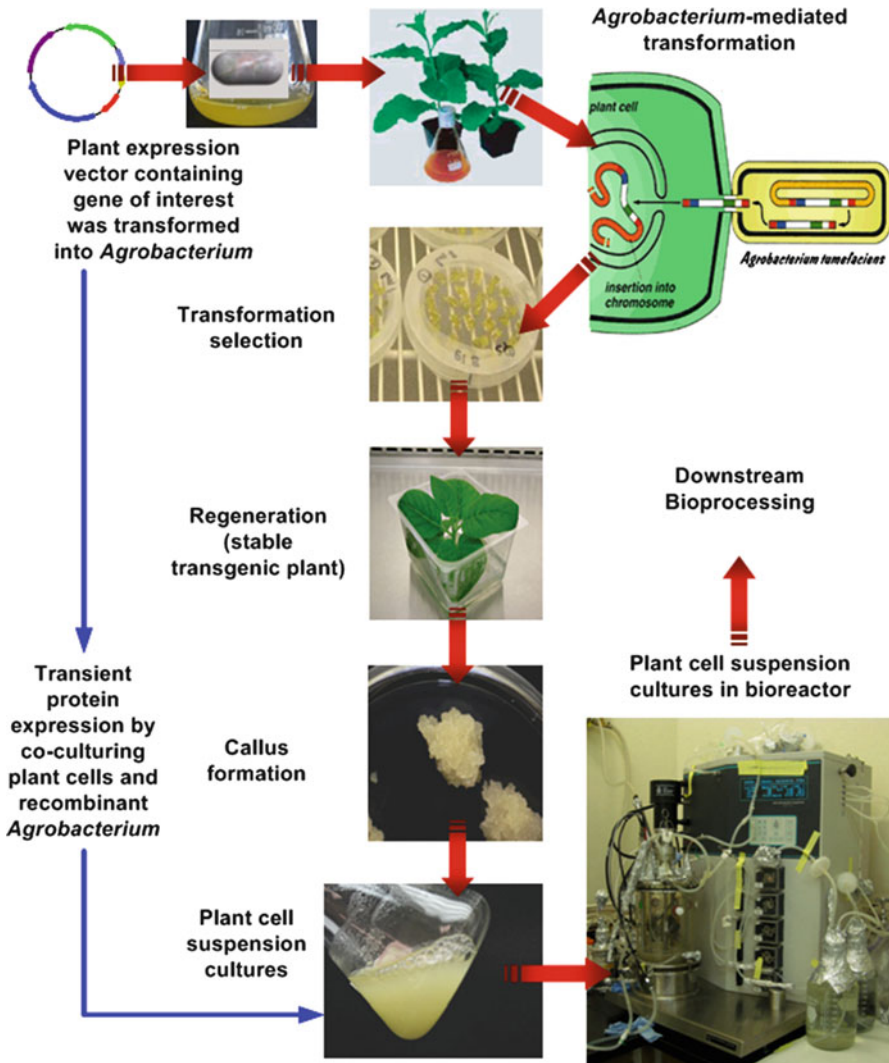 Agrobacterium-mediated
transformation
Plant expression
vector containing
gene of interest
was transformed
into Agrobacterium
plant cell
insertion into
chromosome
Agrobacterium tumefaciens
Transformation
selection
Regeneration
(stable
transgenic plant)
Downstream
Bioprocessing
Transient
protein
expression by
co-culturing
plant cells and
recombinant
Agrobacterium
Callus
formation
Plant cell suspension
cultures in bioreactor
Plant cell
suspension
cultures